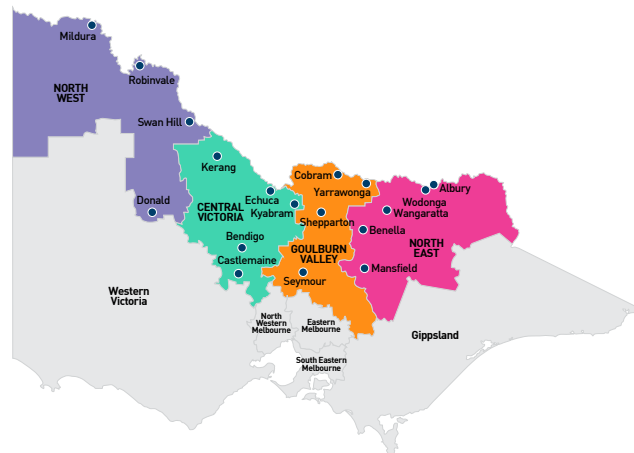 Mildura
Robinvale
NORTH
WEST
Swan Hill
Kerang
Cobram
Yarrawonga
Albury
Wodonga
Donald
CENTRAL
VICTORIA
Echuca
Kyabram
Wangaratta
Shepparton
Benella
Bendigo
GOULBURN
VALLEY
NORTH
EAST
Castlemaine
Seymour
Mansfield
Western
Victoria
North
Western
Melbourne
Eastern
Melbourne
Gippsland
South Eastern
Melbourne